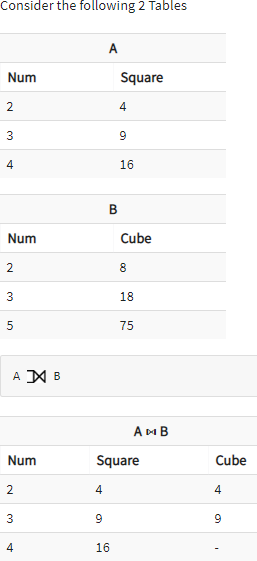 Consider the following 2 Tables
A
Num Square
2 4
3 9
4 16
B
Num Cube
2 8
3 18
5 75
A ⟕ B
A ⋈ B
Num Square Cube
2 4 4
3 9 9
4 16 -